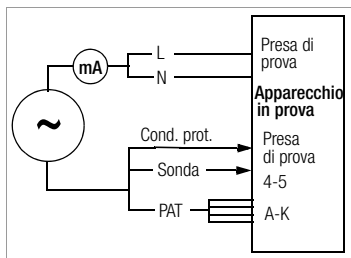 mA
L
N
~
Cond. prot.
Sonda
PAT
Presa di
prova
Apparecchio
in prova
Presa
di prova
4-5
A-K